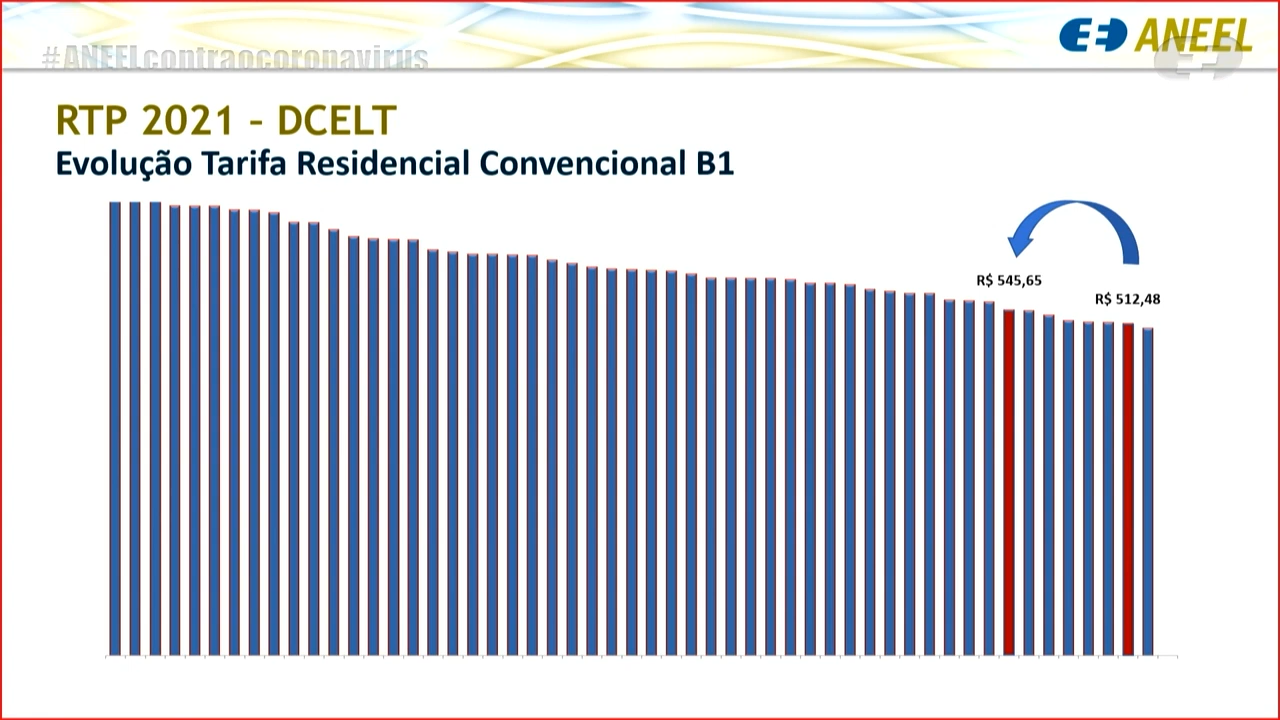 #ANEELcontraocoronavirus
ANEEL
RTP 2021 - DCELT
Evolução Tarifa Residencial Convencional B1
R$ 545,65
R$ 512,48